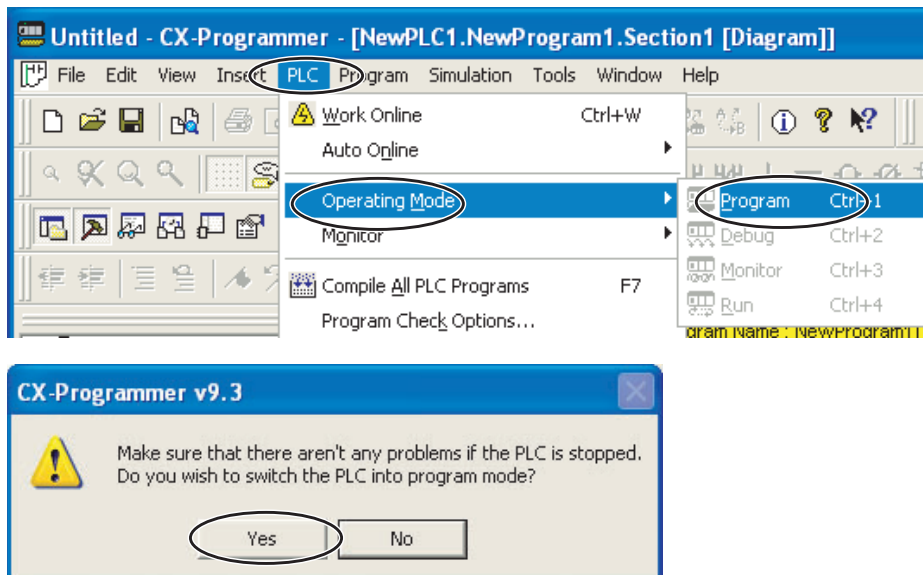 Untitled - CX-Programmer - [NewPLC1.NewProgram1.Section1 [Diagram]]
File Edit View Insert PLC Program Simulation Tools Window Help
Work Online Ctrl+W
Auto Online
Operating Mode
Program Ctrl+1
Monitor
Debug Ctrl+2
Monitor Ctrl+3
Compile All PLC Programs F7
Run Ctrl+4
Program Check Options...
gram Name : NewProgram1]
CX-Programmer v9.3
Make sure that there aren't any problems if the PLC is stopped.
Do you wish to switch the PLC into program mode?
Yes No